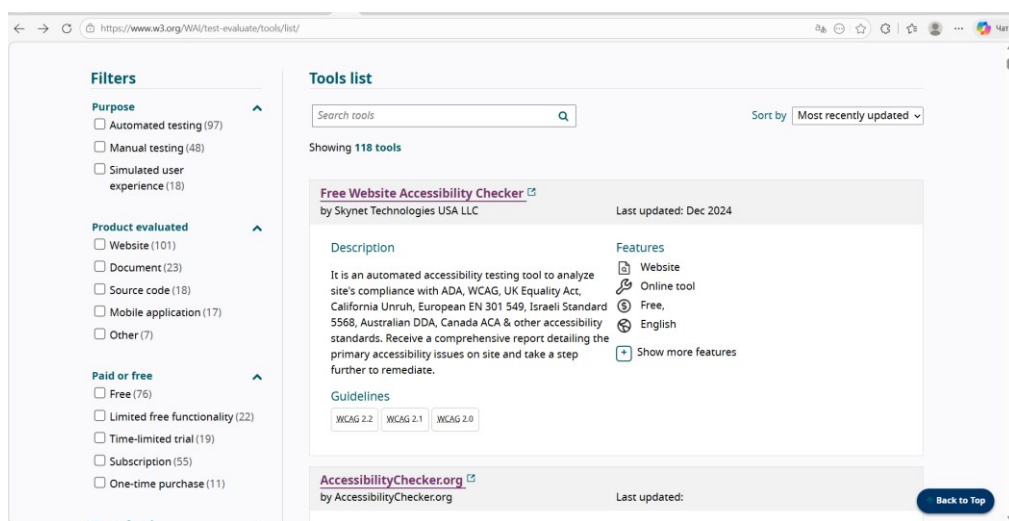 https://www.w3.org/WAI/test-evaluate/tools/list/
Filters
Purpose
Automated testing (97)
Manual testing (48)
Simulated user
experience (18)
Product evaluated
Website (101)
Document (23)
Source code (18)
Mobile application (17)
Other (7)
Paid or free
Free (76)
Limited free functionality (22)
Time-limited trial (19)
Subscription (55)
One-time purchase (11)
Tools list
Search tools
Sort by Most recently updated
Showing 118 tools
Free Website Accessibility Checker
by Skynet Technologies USA LLC
Last updated: Dec 2024
Description
It is an automated accessibility testing tool to analyze
site's compliance with ADA, WCAG, UK Equality Act,
California Unruh, European EN 301 549, Israeli Standard
5568, Australian DDA, Canada ACA & other accessibility
standards. Receive a comprehensive report detailing the
primary accessibility issues on site and take a step
further to remediate.
Guidelines
WCAG 2.2 WCAG 2.1 WCAG 2.0
Features
Website
Online tool
Free,
English
Show more features
AccessibilityChecker.org
by AccessibilityChecker.org
Last updated:
Back to Top